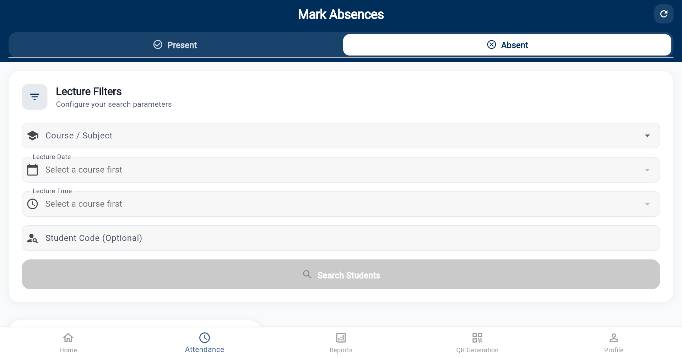 Mark Absences
Present
Absent
Lecture Filters
Configure your search parameters
Course / Subject
Lecture Date
Select a course first
Lecture Time
Select a course first
Student Code (Optional)
Search Students
Home
Attendance
Reports
QR Generation
Profile